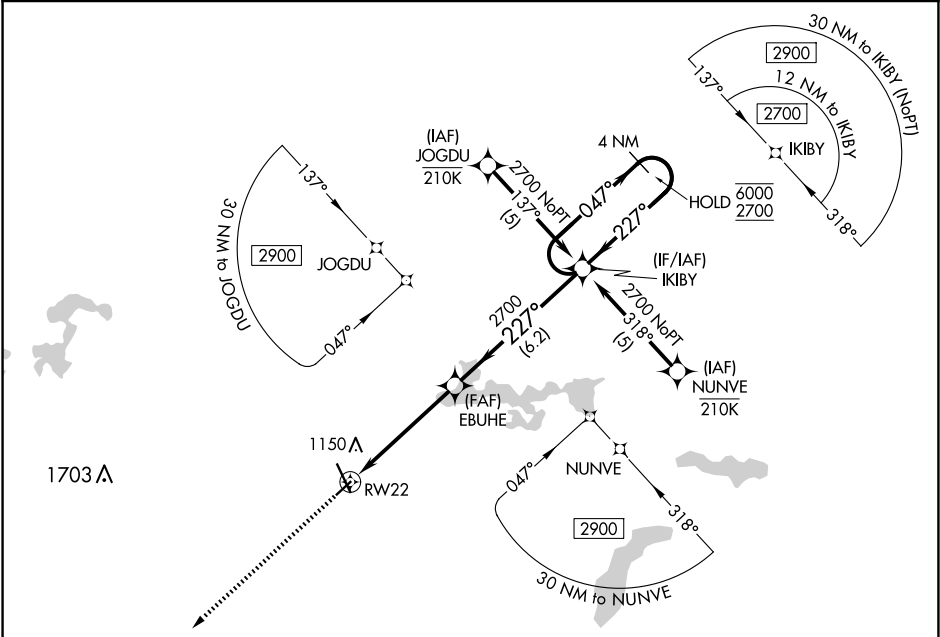 30 NM to IKIBY (NoPT)
2900
12 NM to IKIBY
2700
137°
IKIBY
318°
(IAF)
JOGDU
210K
2700 NoPT
137°
(5)
4 NM
047°
HOLD 6000
2700
227°
(IF/IAF)
IKIBY
137°
30 NM to JOGDU
2900
JOGDU
047°
2700
227°
(6.2)
2700 NoPT
318°
(5)
(IAF)
NUNVE
210K
(FAF)
EBUHE
1150
RW22
1703
NUNVE
047°
318°
2900
30 NM to NUNVE